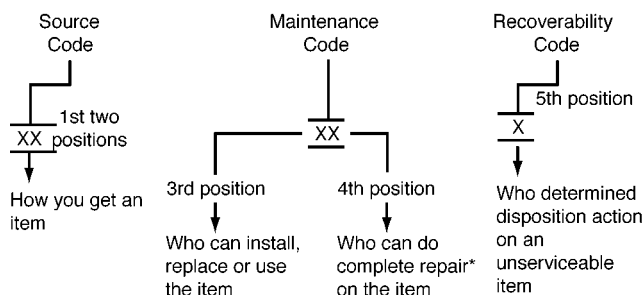 Source
Code
XX
1st two
positions
How you get an
item
Maintenance
Code
XX
3rd position
Who can install,
replace or use
the item
4th position
Who can do
complete repair*
on the item
Recoverability
Code
5th position
X
Who determined
disposition action
on an
unserviceable
item